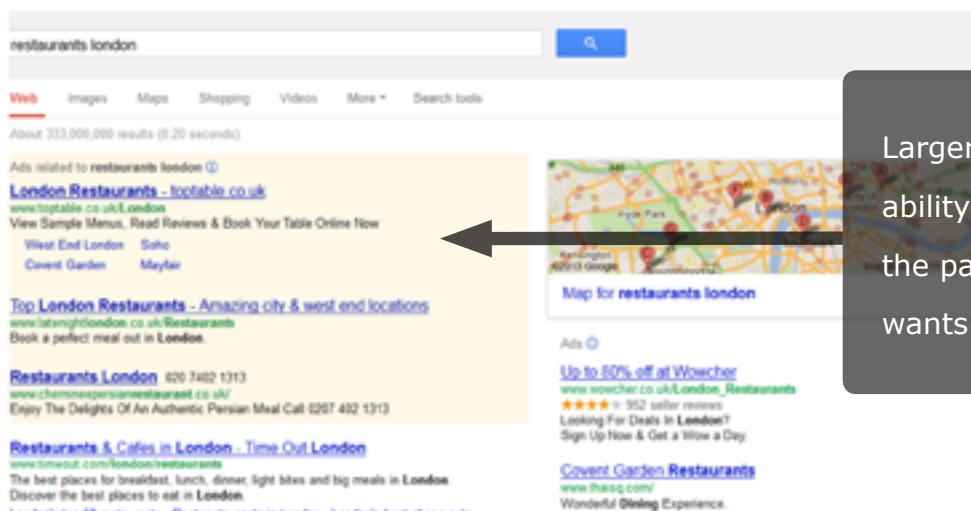 restaurants london
Web Images Maps Shopping Videos More Search tools
About 333,000,000 results (0.20 seconds)
Ads related to restaurants london
London Restaurants - toptable.co.uk
www.toptable.co.uk/London
View Sample Menus, Read Reviews & Book Your Table Online Now
West End London Soho
Covent Garden Mayfair
Top London Restaurants - Amazing city & west end locations
www.latenightlondon.co.uk/Restaurants
Book a perfect meal out in London.
Restaurants London 020 7402 1313
www.chemineepersianrestaurant.co.uk/
Enjoy The Delights Of An Authentic Persian Meal Call 0207 402 1313
Restaurants & Cafes in London - Time Out London
www.timeout.com/london/restaurants
The best places for breakfast, lunch, dinner, light bites and big meals in London.
Discover the best places to eat in London.
Hyde Park
London
Kensington
©2013 Google
Map for restaurants london
Ads
Up to 80% off at Wowcher
www.wowcher.co.uk/London_Restaurants
952 seller reviews
Looking For Deals In London?
Sign Up Now & Get a Wow a Day.
Covent Garden Restaurants
www.thaisq.com/
Wonderful Dining Experience.
Larger
ability
the pa
wants